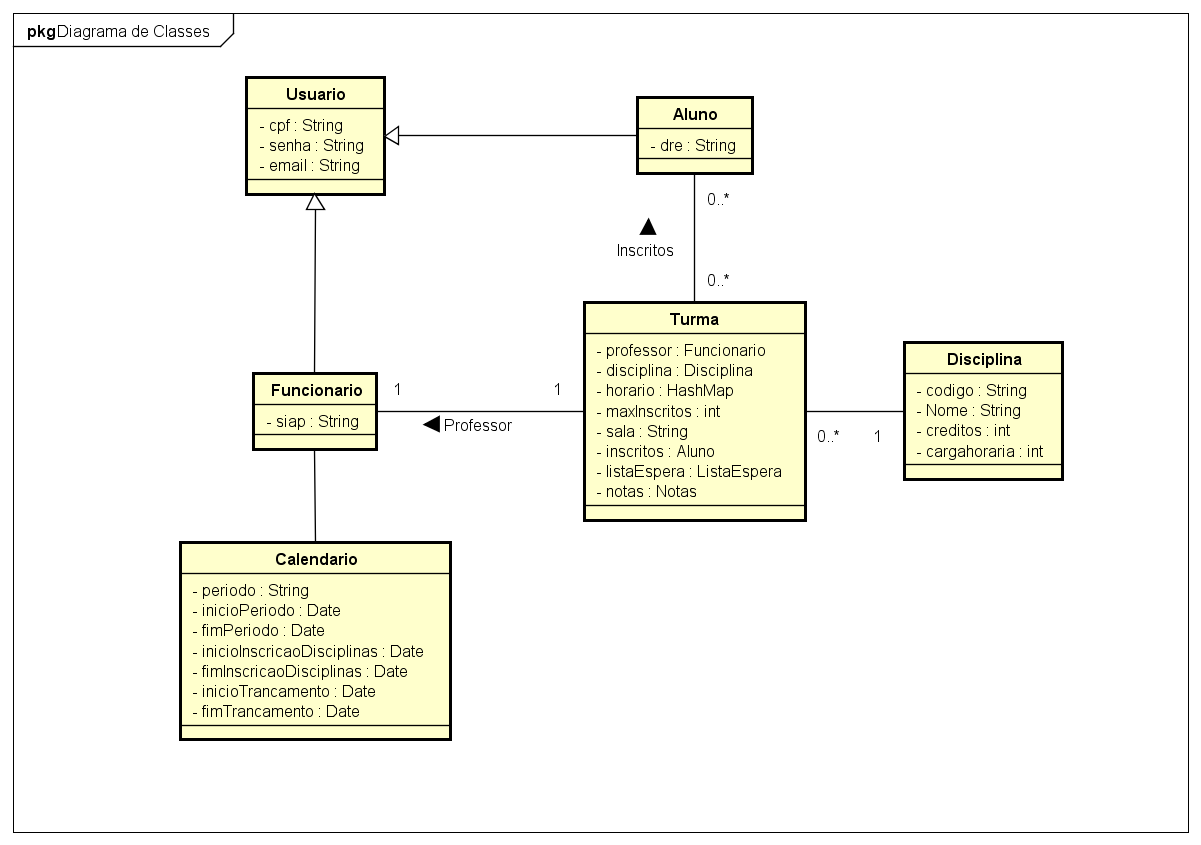 pkg Diagrama de Classes
Usuario
- cpf : String
- senha : String
- email : String
Aluno
- dre : String
0..*
Inscritos
0..*
Turma
- professor : Funcionario
- disciplina : Disciplina
- horario : HashMap
- maxInscritos : int
- sala : String
- inscritos : Aluno
- listaEspera : ListaEspera
- notas : Notas
Disciplina
- codigo : String
- Nome : String
- creditos : int
- cargahoraria : int
0..*
1
Funcionario
- siap : String
1
1
Professor
Calendario
- periodo : String
- inicioPeriodo : Date
- fimPeriodo : Date
- inicioInscricaoDisciplinas : Date
- fimInscricaoDisciplinas : Date
- inicioTrancamento : Date
- fimTrancamento : Date